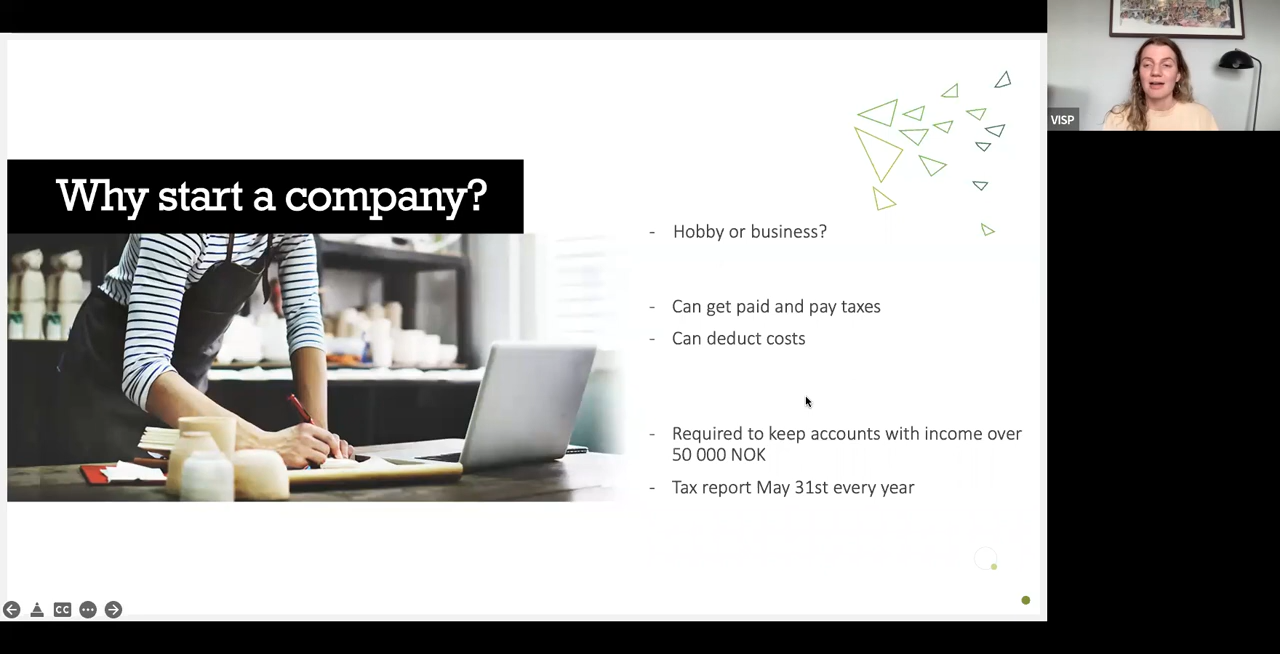 VISP
Why start a company?
- Hobby or business?
- Can get paid and pay taxes
- Can deduct costs
- Required to keep accounts with income over
50 000 NOK
- Tax report May 31st every year
CC